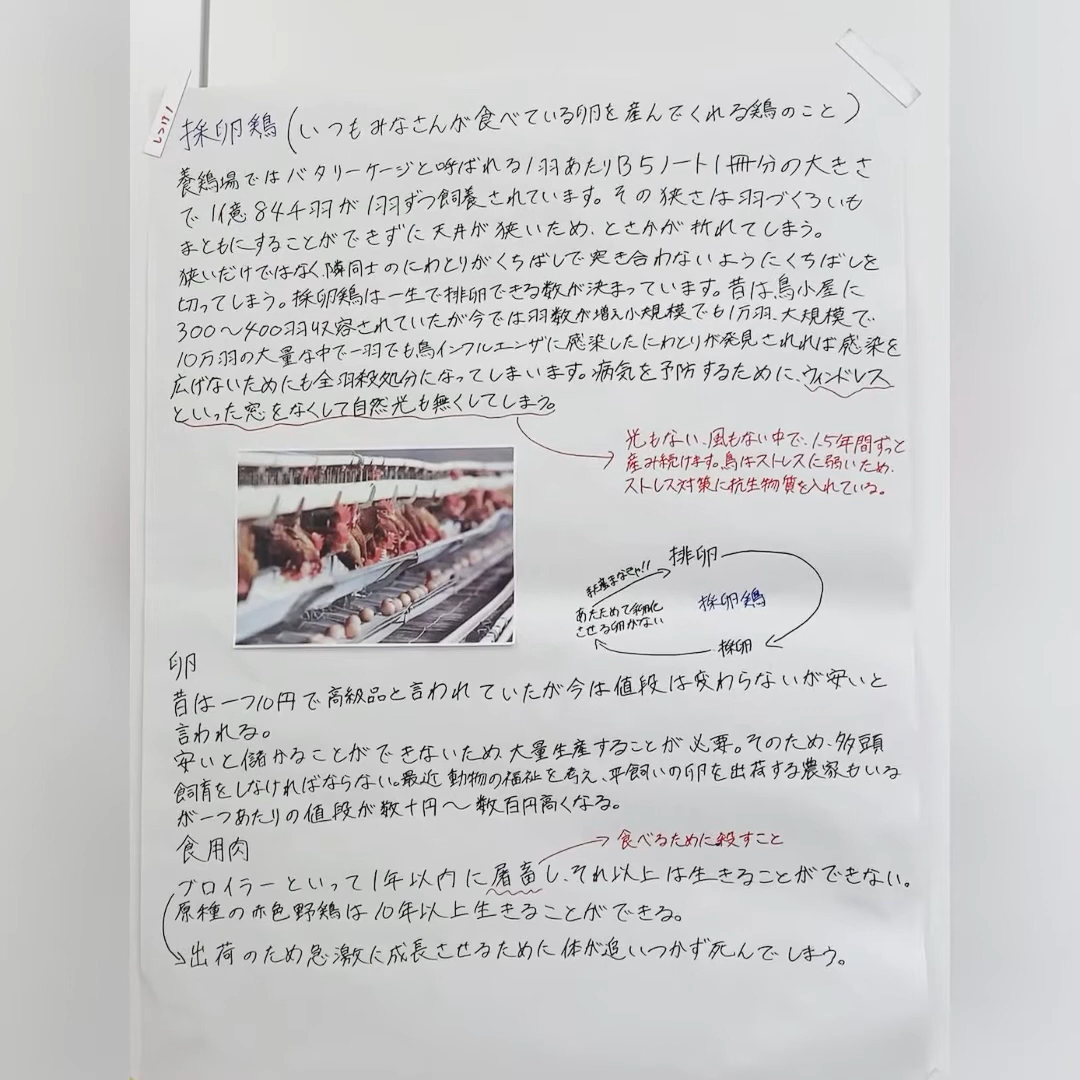 しつけ!
採卵鶏(いつもみなさんが食べている卵を産んでくれる鶏のこと)
養鶏場ではバタリーケージと呼ばれる1羽あたりB5ノート1冊分の大きさ
で1億84千羽が1羽ずつ飼養されています。その狭さは羽づくろいも
まともにすることができずに天井が狭いため、とさかが折れてしまう。
狭いだけではなく、隣同士のにわとりがくちばしで突き合わないようにくちばしを
切ってしまう。採卵鶏は一生で排卵できる数が決まっています。昔は、鳥小屋に
300〜400羽収容されていたが今では羽数が増え小規模でも1万羽、大規模で
10万羽の大量な中で一羽でも鳥インフルエンザに感染したにわとりが発見されれば感染を
広げないためにも全羽殺処分になってしまいます。病気を予防するために、ウィンドレス
といった窓をなくして自然光も無くしてしまう。
光もない、風もない中で、1.5年間ずっと
産み続けます。鳥はストレスに弱いため、
ストレス対策に抗生物質を入れている。
排卵
採卵鶏
採卵
あたためて
させる卵がない
卵
昔は一つ10円で高級品と言われていたが今は値段は変わらないが安いと
言われる。
安いと儲かることができないため、大量生産することが必要。そのため、多頭
飼育をしなければならない。最近動物の福祉を考え、平飼いの卵を出荷する農家もいる
が一つあたりの値段が数十円〜数百円高くなる。
食用肉
食べるために殺すこと
ブロイラーといって1年以内に屠畜し、それ以上は生きることができない。
原種の赤色野鶏は10年以上生きることができる。
出荷のため急激に成長させるために体が追いつかず死んでしまう。